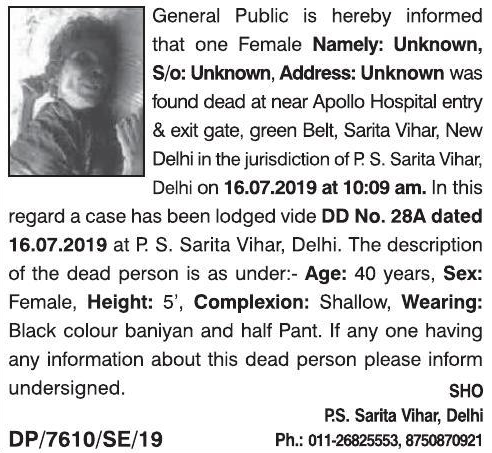 General Public is hereby informed
that one Female Namely: Unknown,
S/o: Unknown, Address: Unknown was
found dead at near Apollo Hospital entry
& exit gate, green Belt, Sarita Vihar, New
Delhi in the jurisdiction of P. S. Sarita Vihar,
Delhi on 16.07.2019 at 10:09 am. In this
regard a case has been lodged vide DD No. 28A dated
16.07.2019 at P. S. Sarita Vihar, Delhi. The description
of the dead person is as under:- Age: 40 years, Sex:
Female, Height: 5', Complexion: Shallow, Wearing:
Black colour baniyan and half Pant. If any one having
any information about this dead person please inform
undersigned.
SHO
P.S. Sarita Vihar, Delhi
DP/7610/SE/19
Ph.: 011-26825553, 8750870921